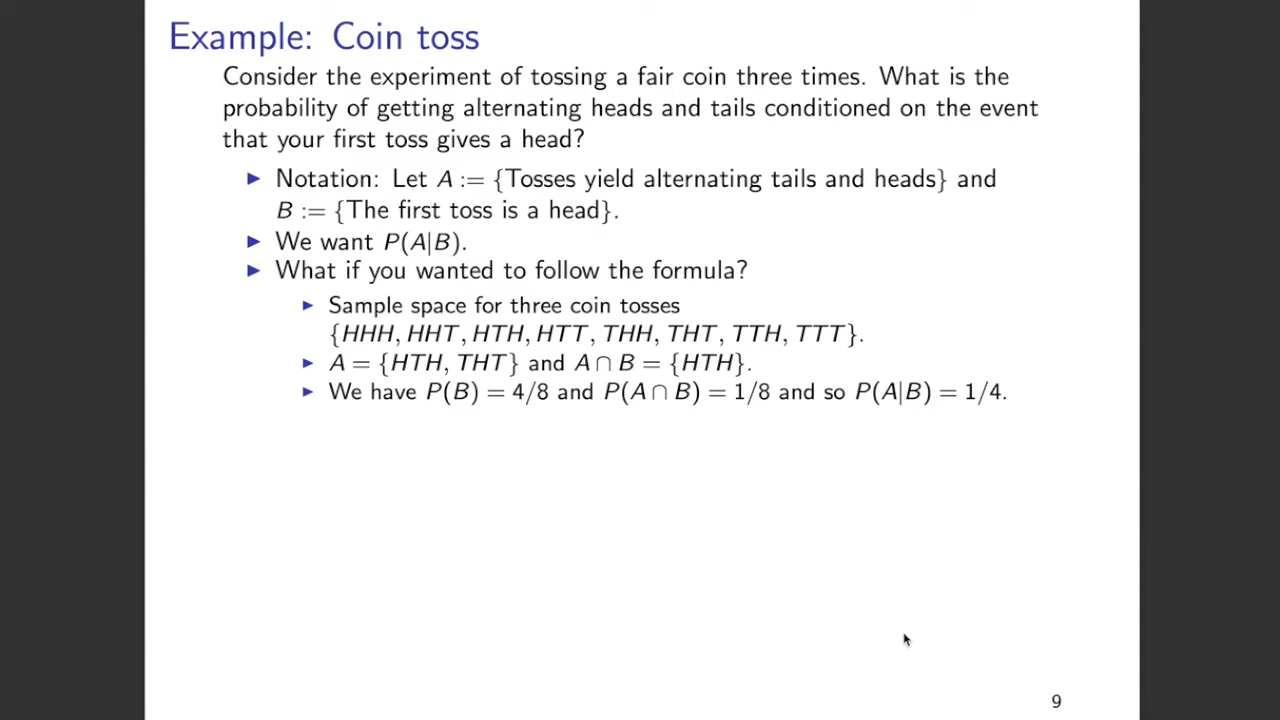 Example: Coin toss
Consider the experiment of tossing a fair coin three times. What is the
probability of getting alternating heads and tails conditioned on the event
that your first toss gives a head?
▶ Notation: Let A := {Tosses yield alternating tails and heads} and
B := {The first toss is a head}.
▶ We want P(A|B).
▶ What if you wanted to follow the formula?
▶ Sample space for three coin tosses
{HHH, HHT, HTH, HTT, THH, THT, TTH, TTT}.
▶ A = {HTH, THT} and A ∩ B = {HTH}.
▶ We have P(B) = 4/8 and P(A ∩ B) = 1/8 and so P(A|B) = 1/4.
9